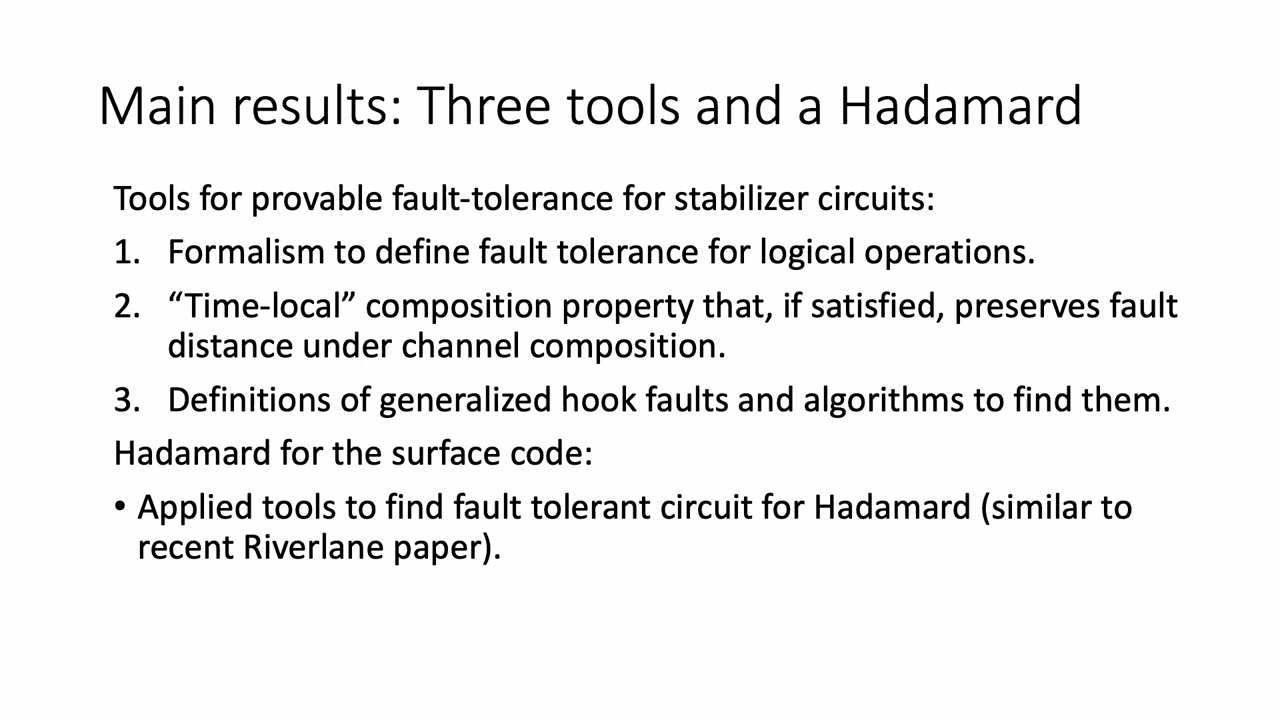 Main results: Three tools and a Hadamard
Tools for provable fault-tolerance for stabilizer circuits:
1. Formalism to define fault tolerance for logical operations.
2. “Time-local” composition property that, if satisfied, preserves fault
distance under channel composition.
3. Definitions of generalized hook faults and algorithms to find them.
Hadamard for the surface code:
• Applied tools to find fault tolerant circuit for Hadamard (similar to
recent Riverlane paper).